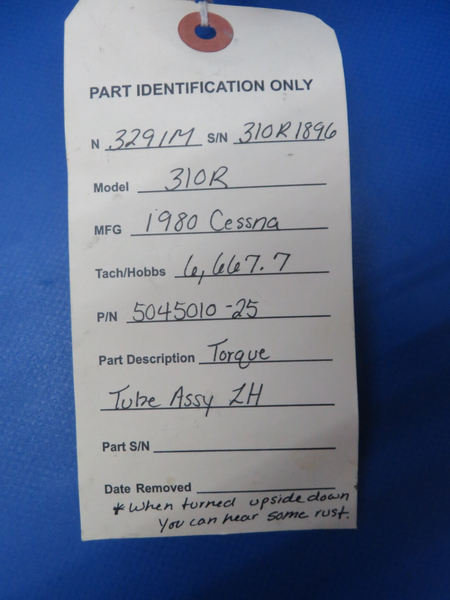 PART IDENTIFICATION ONLY
N 3291M S/N 310R1896
Model 310R
MFG 1980 Cessna
Tach/Hobbs 6,667.7
P/N 5045010-25
Part Description Torque
Tube Assy LH
Part S/N
Date Removed
* When turned upside down
You can hear some rust.